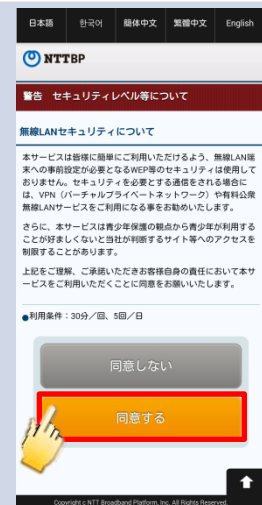 日本語 한국어 簡体中文 繁體中文 English
NTTBP
警告 セキュリティレベル等について
無線LANセキュリティについて
本サービスは皆様に簡単にご利用いただけるよう、無線LAN端
末への事前設定が必要となるWEP等のセキュリティは使用して
おりません。セキュリティを必要とする通信をされる場合に
は、VPN（バーチャルプライベートネットワーク）や有料公衆
無線LANサービスをご利用になる事をお勧めいたします。
さらに、本サービスは青少年保護の観点から青少年が利用する
ことが好ましくないと当社が判断するサイト等へのアクセスを
制限することがあります。
上記をご理解、ご承諾いただきお客様自身の責任において本サ
ービスをご利用いただくことに同意をお願いいたします。
●利用条件：30分／回、5回／日
同意しない
同意する
Copyright c NTT Broadband Platform, Inc. All Rights Reserved.